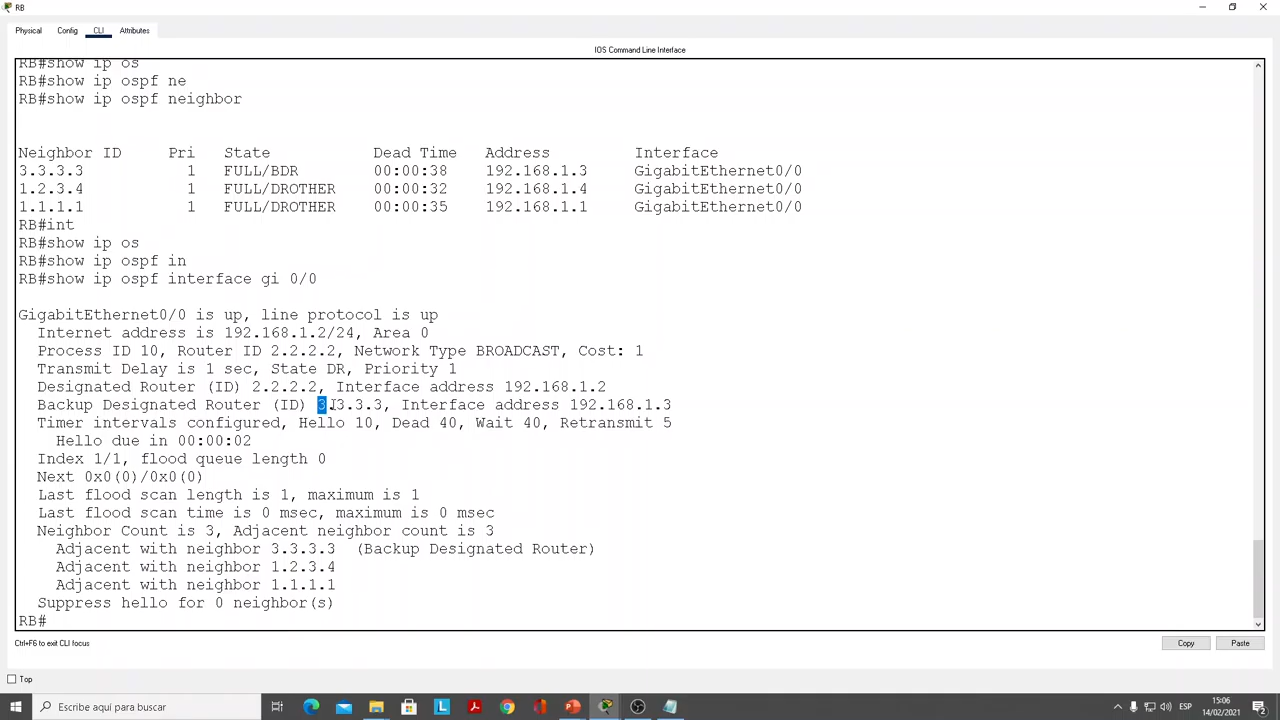 RB
Physical Config CLI Attributes
IOS Command Line Interface
RB#show ip os
RB#show ip ospf ne
RB#show ip ospf neighbor
Neighbor ID Pri State Dead Time Address Interface
3.3.3.3 1 FULL/BDR 00:00:38 192.168.1.3 GigabitEthernet0/0
1.2.3.4 1 FULL/DROTHER 00:00:32 192.168.1.4 GigabitEthernet0/0
1.1.1.1 1 FULL/DROTHER 00:00:35 192.168.1.1 GigabitEthernet0/0
RB#int
RB#show ip os
RB#show ip ospf in
RB#show ip ospf interface gi 0/0
GigabitEthernet0/0 is up, line protocol is up
Internet address is 192.168.1.2/24, Area 0
Process ID 10, Router ID 2.2.2.2, Network Type BROADCAST, Cost: 1
Transmit Delay is 1 sec, State DR, Priority 1
Designated Router (ID) 2.2.2.2, Interface address 192.168.1.2
Backup Designated Router (ID) 3.3.3.3, Interface address 192.168.1.3
Timer intervals configured, Hello 10, Dead 40, Wait 40, Retransmit 5
Hello due in 00:00:02
Index 1/1, flood queue length 0
Next 0x0(0)/0x0(0)
Last flood scan length is 1, maximum is 1
Last flood scan time is 0 msec, maximum is 0 msec
Neighbor Count is 3, Adjacent neighbor count is 3
Adjacent with neighbor 3.3.3.3 (Backup Designated Router)
Adjacent with neighbor 1.2.3.4
Adjacent with neighbor 1.1.1.1
Suppress hello for 0 neighbor(s)
RB#
Ctrl+F6 to exit CLI focus
Copy Paste
Top
Escribe aquí para buscar
ESP
15:06
14/02/2021
2